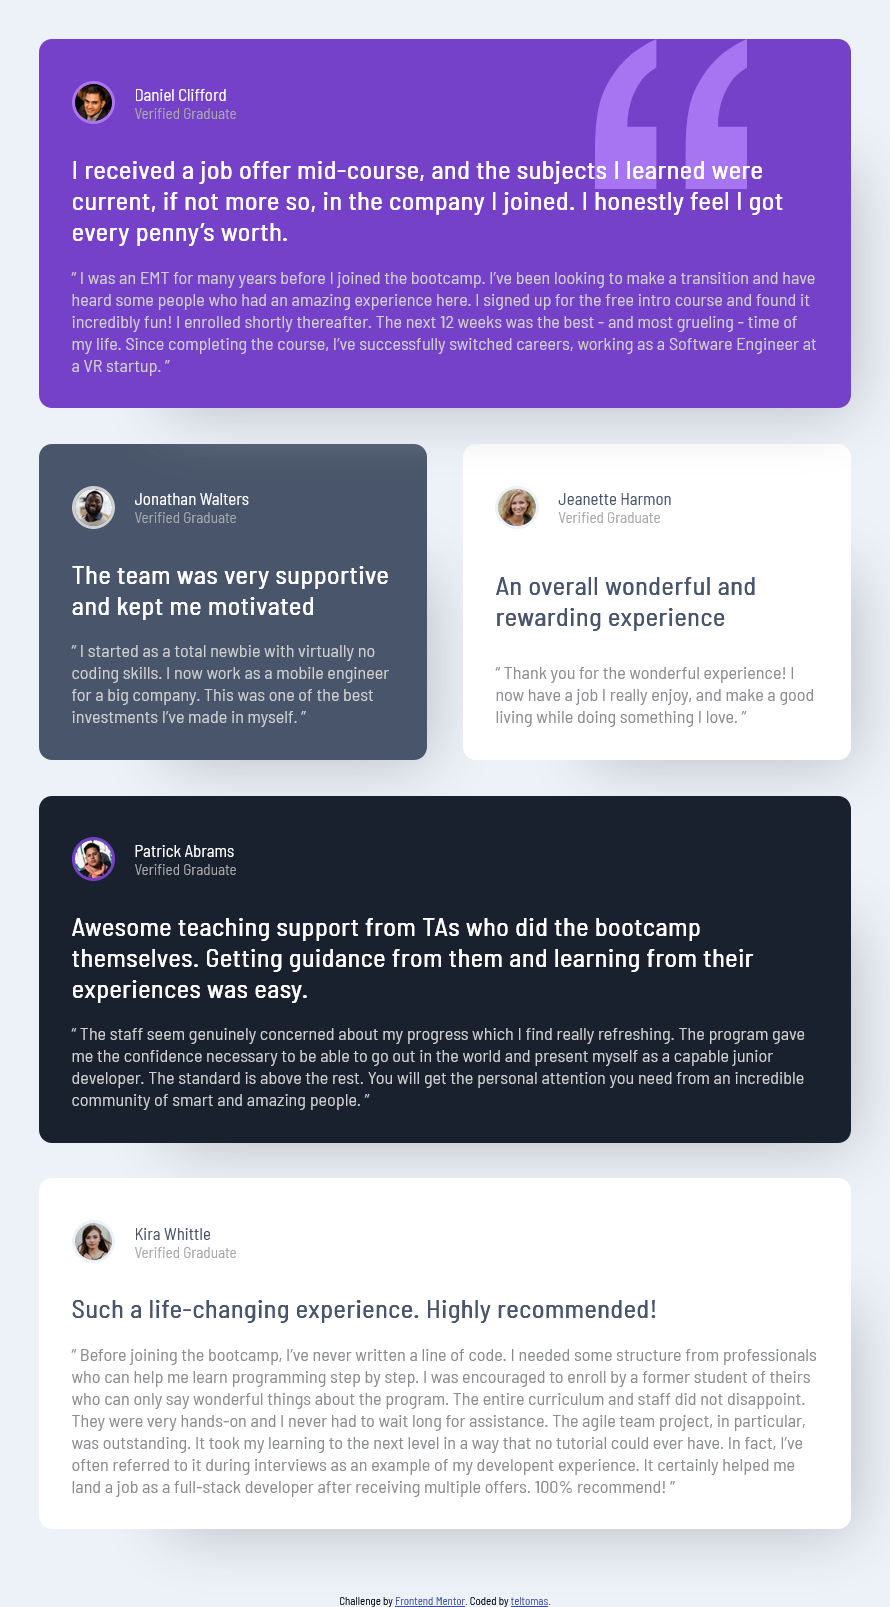 Daniel Clifford
Verified Graduate
I received a job offer mid-course, and the subjects I learned were
current, if not more so, in the company I joined. I honestly feel I got
every penny’s worth.
“ I was an EMT for many years before I joined the bootcamp. I’ve been looking to make a transition and have
heard some people who had an amazing experience here. I signed up for the free intro course and found it
incredibly fun! I enrolled shortly thereafter. The next 12 weeks was the best - and most grueling - time of
my life. Since completing the course, I’ve successfully switched careers, working as a Software Engineer at
a VR startup. ”
Jonathan Walters
Verified Graduate
The team was very supportive
and kept me motivated
“ I started as a total newbie with virtually no
coding skills. I now work as a mobile engineer
for a big company. This was one of the best
investments I’ve made in myself. ”
Jeanette Harmon
Verified Graduate
An overall wonderful and
rewarding experience
“ Thank you for the wonderful experience! I
now have a job I really enjoy, and make a good
living while doing something I love. ”
Patrick Abrams
Verified Graduate
Awesome teaching support from TAs who did the bootcamp
themselves. Getting guidance from them and learning from their
experiences was easy.
“ The staff seem genuinely concerned about my progress which I find really refreshing. The program gave
me the confidence necessary to be able to go out in the world and present myself as a capable junior
developer. The standard is above the rest. You will get the personal attention you need from an incredible
community of smart and amazing people. ”
Kira Whittle
Verified Graduate
Such a life-changing experience. Highly recommended!
“ Before joining the bootcamp, I’ve never written a line of code. I needed some structure from professionals
who can help me learn programming step by step. I was encouraged to enroll by a former student of theirs
who can only say wonderful things about the program. The entire curriculum and staff did not disappoint.
They were very hands-on and I never had to wait long for assistance. The agile team project, in particular,
was outstanding. It took my learning to the next level in a way that no tutorial could ever have. In fact, I’ve
often referred to it during interviews as an example of my developent experience. It certainly helped me
land a job as a full-stack developer after receiving multiple offers. 100% recommend! ”
Challenge by Frontend Mentor. Coded by teltomas.